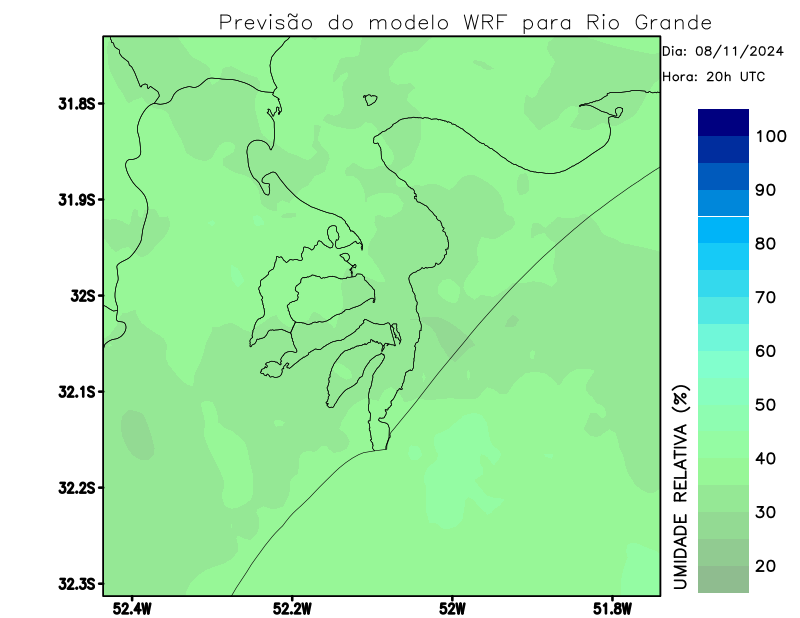 Previsão do modelo WRF para Rio Grande
Dia: 08/11/2024
Hora: 20h UTC
31.8S
31.9S
32S
32.1S
32.2S
32.3S
52.4W
52.2W
52W
51.8W
100
90
80
70
60
50
40
30
20
UMIDADE RELATIVA (%)